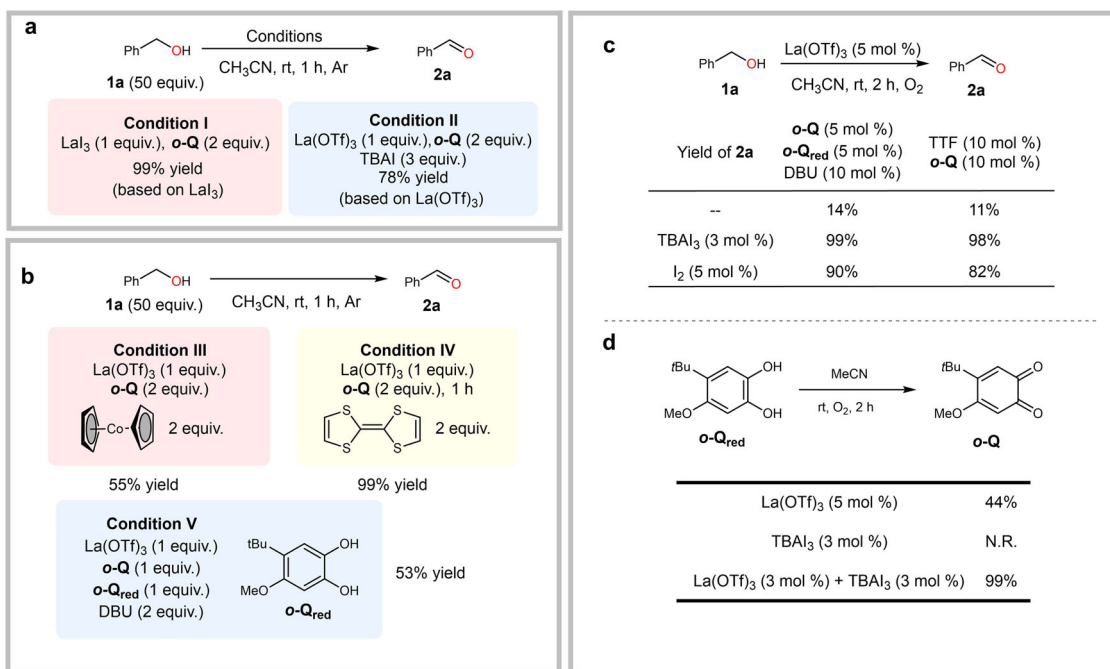 a
Ph OH
1a (50 equiv.)
Conditions
CH₃CN, rt, 1 h, Ar
Ph O
2a
Condition I
LaI₃ (1 equiv.), o-Q (2 equiv.)
99% yield
(based on LaI₃)
Condition II
La(OTf)₃ (1 equiv.), o-Q (2 equiv.)
TBAI (3 equiv.)
78% yield
(based on La(OTf)₃)
b
Ph OH
1a (50 equiv.)
CH₃CN, rt, 1 h, Ar
Ph O
2a
Condition III
La(OTf)₃ (1 equiv.)
o-Q (2 equiv.)
Co 2 equiv.
55% yield
Condition IV
La(OTf)₃ (1 equiv.)
o-Q (2 equiv.), 1 h
S S
S S
2 equiv.
99% yield
Condition V
La(OTf)₃ (1 equiv.)
o-Q (1 equiv.)
o-Qred (1 equiv.)
DBU (2 equiv.)
tBu OH
MeO OH
o-Qred
53% yield
c
Ph OH
1a
La(OTf)₃ (5 mol %)
CH₃CN, rt, 2 h, O₂
Ph O
2a
Yield of 2a
o-Q (5 mol %)
o-Qred (5 mol %)
DBU (10 mol %)
TTF (10 mol %)
o-Q (10 mol %)
-- 14% 11%
TBAI₃ (3 mol %) 99% 98%
I₂ (5 mol %) 90% 82%
d
tBu OH
MeO OH
o-Qred
MeCN
rt, O₂, 2 h
tBu O
MeO O
o-Q
La(OTf)₃ (5 mol %) 44%
TBAI₃ (3 mol %) N.R.
La(OTf)₃ (3 mol %) + TBAI₃ (3 mol %) 99%